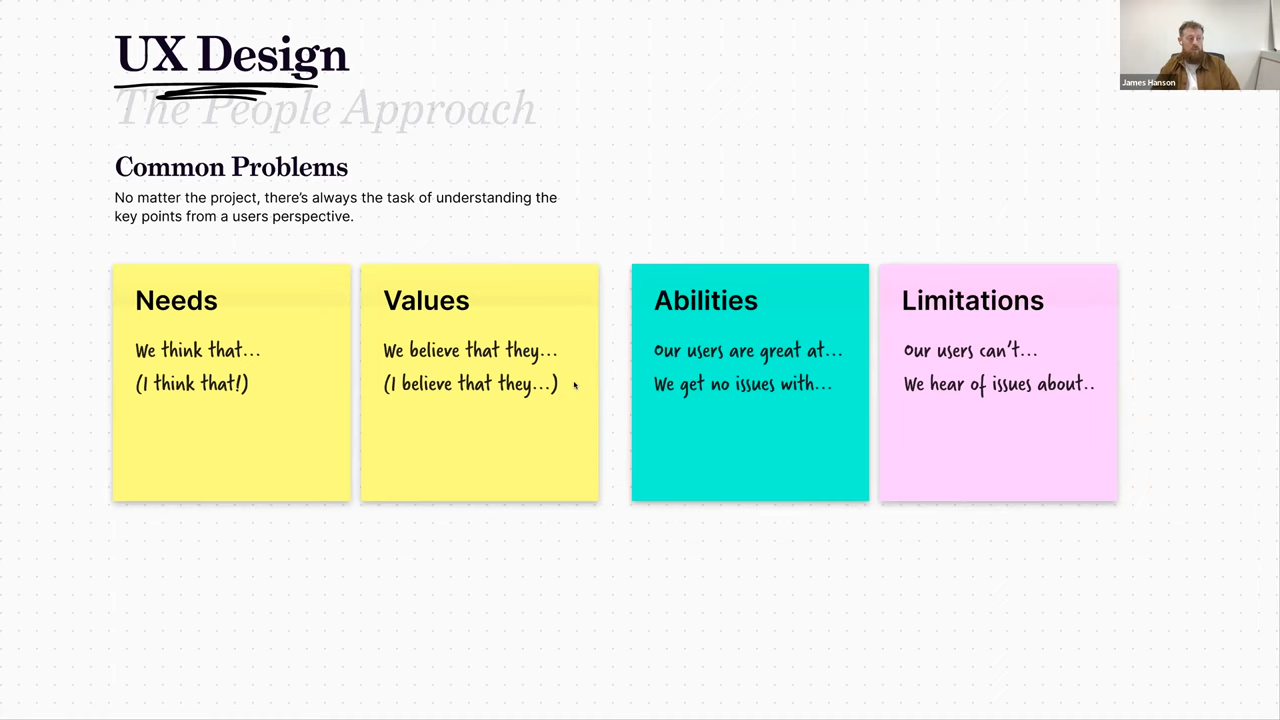 UX Design
The People Approach
Common Problems
No matter the project, there's always the task of understanding the
key points from a users perspective.
Needs
We think that...
(I think that!)
Values
We believe that they...
(I believe that they...)
Abilities
Our users are great at...
We get no issues with...
Limitations
Our users can't...
We hear of issues about..
James Hanson